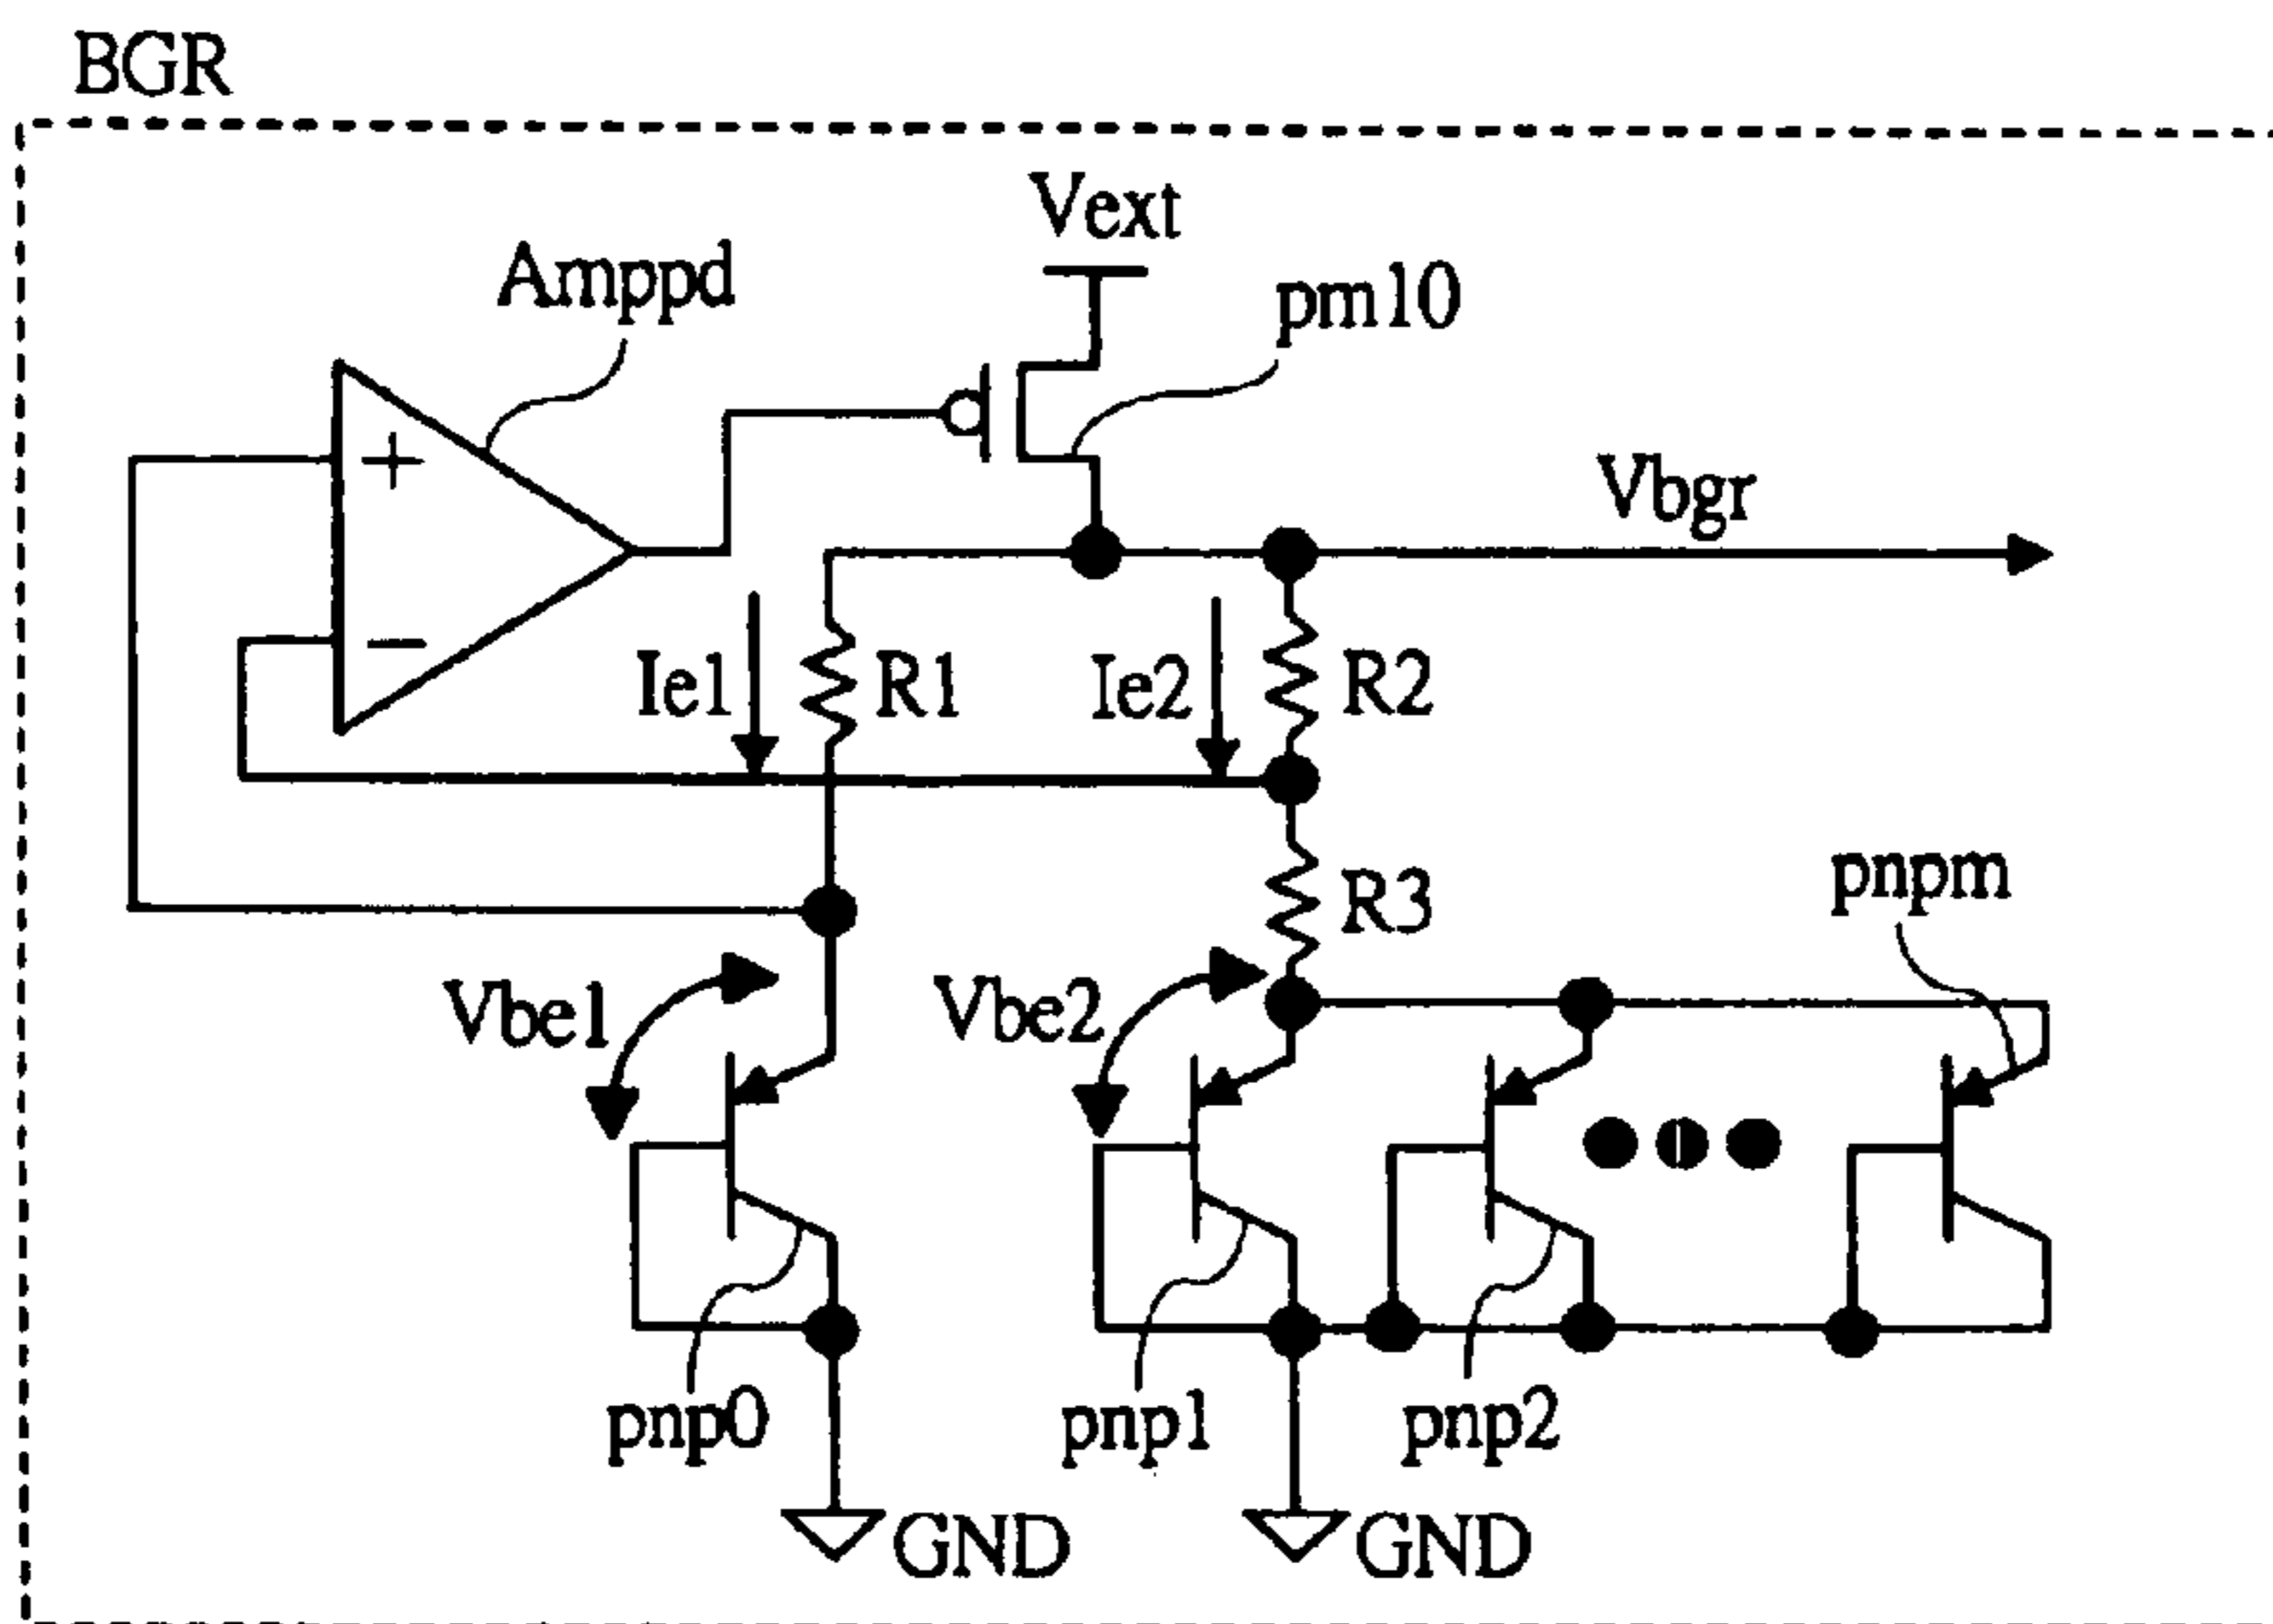 BGR
Vext
Amppd
pm10
+
Vbgr
−
Ie1
R1
Ie2
R2
R3
pnpm
Vbe1
Vbe2
pnp0
pnp1
pnp2
GND
GND